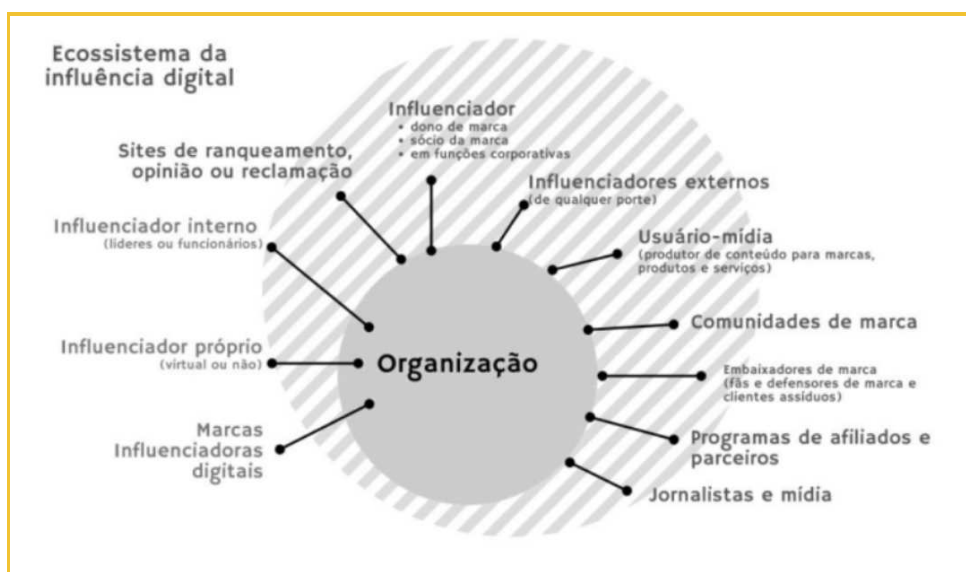 Ecossistema da
influência digital
Influenciador
• dono de marca
• sócio da marca
• em funções corporativas
Sites de ranqueamento,
opinião ou reclamação
Influenciadores externos
(de qualquer porte)
Influenciador interno
(líderes ou funcionários)
Usuário-mídia
(produtor de conteúdo para marcas,
produtos e serviços)
Comunidades de marca
Influenciador próprio
(virtual ou não)
Organização
Embaixadores de marca
(fãs e defensores de marca e
clientes assíduos)
Marcas
Influenciadoras
digitais
Programas de afiliados e
parceiros
Jornalistas e mídia